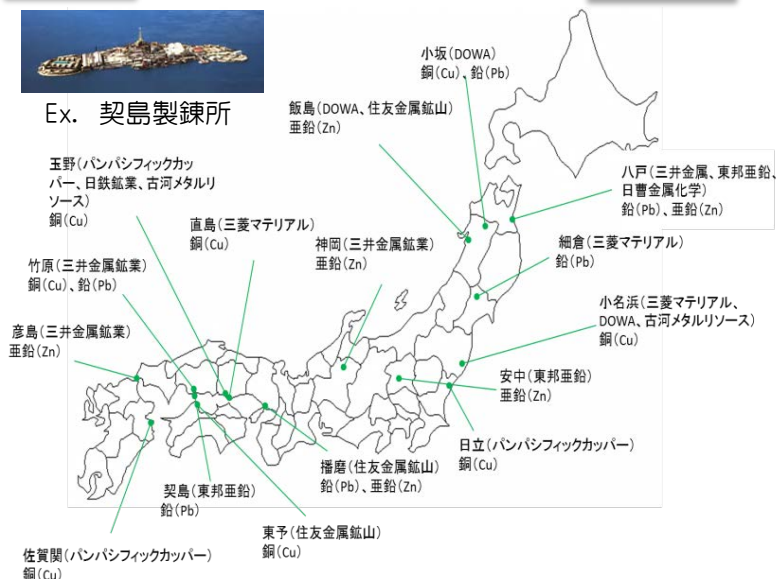 Ex. 契島製錬所
小坂(DOWA)
銅(Cu)、鉛(Pb)
飯島(DOWA、住友金属鉱山)
亜鉛(Zn)
八戸(三井金属、東邦亜鉛、
日曹金属化学)
鉛(Pb)、亜鉛(Zn)
玉野(パンパシフィックカッ
パー、日鉄鉱業、古河メタルリ
ソース)
銅(Cu)
直島(三菱マテリアル)
銅(Cu)
神岡(三井金属鉱業)
亜鉛(Zn)
細倉(三菱マテリアル)
鉛(Pb)
竹原(三井金属鉱業)
銅(Cu)、鉛(Pb)
小名浜(三菱マテリアル、
DOWA、古河メタルリソース)
銅(Cu)
彦島(三井金属鉱業)
亜鉛(Zn)
安中(東邦亜鉛)
亜鉛(Zn)
日立(パンパシフィックカッパー)
銅(Cu)
播磨(住友金属鉱山)
鉛(Pb)、亜鉛(Zn)
契島(東邦亜鉛)
鉛(Pb)
東予(住友金属鉱山)
銅(Cu)
佐賀関(パンパシフィックカッパー)
銅(Cu)